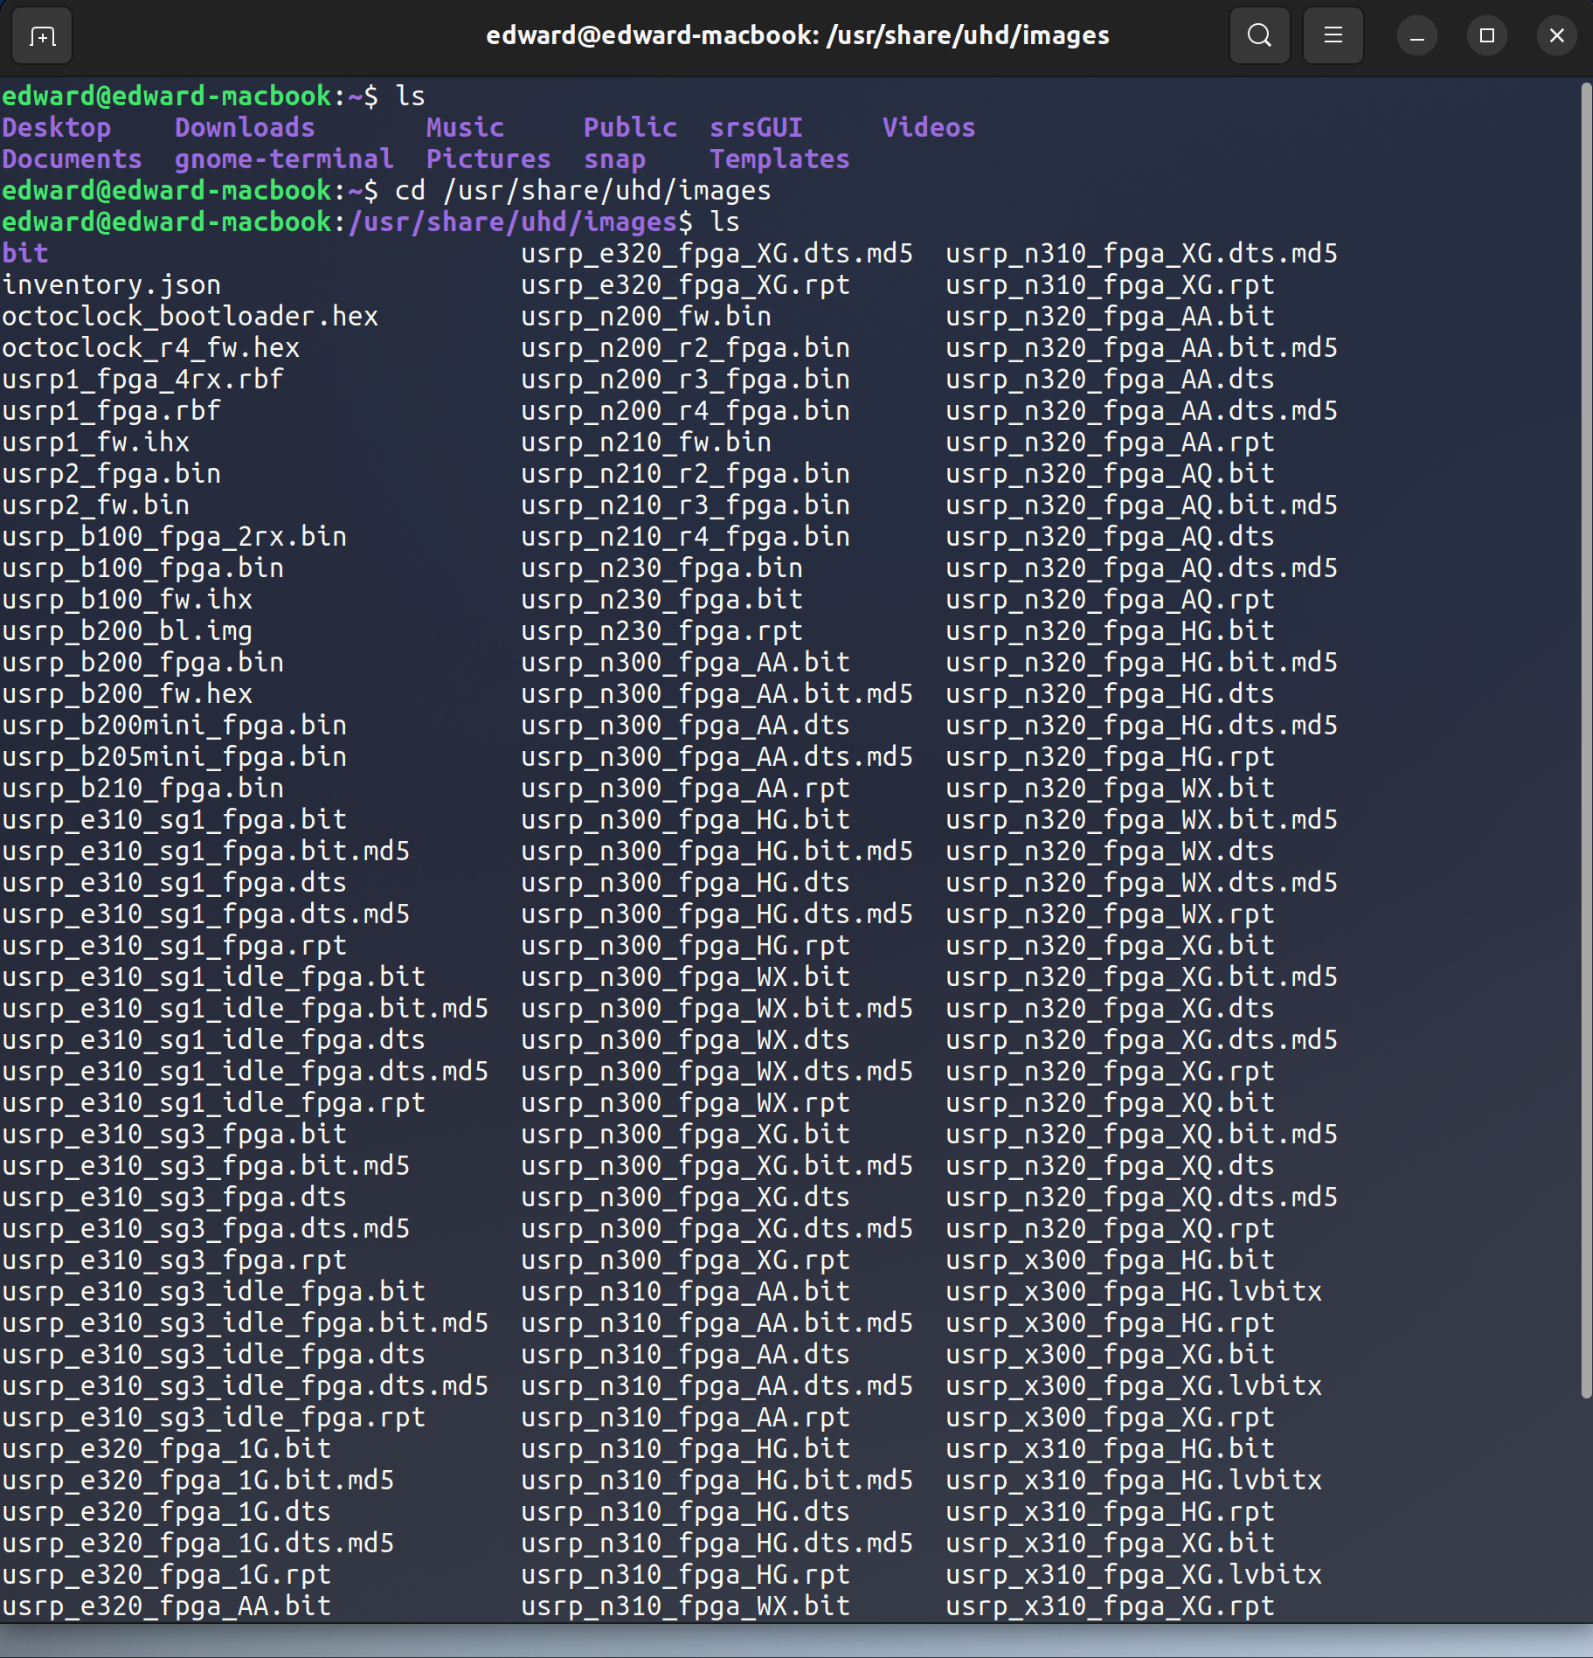 edward@edward-macbook: /usr/share/uhd/images
edward@edward-macbook:~$ ls
Desktop    Downloads       Music     Public  srsGUI     Videos
Documents  gnome-terminal  Pictures  snap    Templates
edward@edward-macbook:~$ cd /usr/share/uhd/images
edward@edward-macbook:/usr/share/uhd/images$ ls
bit                              usrp_e320_fpga_XG.dts.md5  usrp_n310_fpga_XG.dts.md5
inventory.json                   usrp_e320_fpga_XG.rpt      usrp_n310_fpga_XG.rpt
octoclock_bootloader.hex         usrp_n200_fw.bin           usrp_n320_fpga_AA.bit
octoclock_r4_fw.hex              usrp_n200_r2_fpga.bin      usrp_n320_fpga_AA.bit.md5
usrp1_fpga_4rx.rbf               usrp_n200_r3_fpga.bin      usrp_n320_fpga_AA.dts
usrp1_fpga.rbf                   usrp_n200_r4_fpga.bin      usrp_n320_fpga_AA.dts.md5
usrp1_fw.ihx                     usrp_n210_fw.bin           usrp_n320_fpga_AA.rpt
usrp2_fpga.bin                   usrp_n210_r2_fpga.bin      usrp_n320_fpga_AQ.bit
usrp2_fw.bin                     usrp_n210_r3_fpga.bin      usrp_n320_fpga_AQ.bit.md5
usrp_b100_fpga_2rx.bin           usrp_n210_r4_fpga.bin      usrp_n320_fpga_AQ.dts
usrp_b100_fpga.bin               usrp_n230_fpga.bin         usrp_n320_fpga_AQ.dts.md5
usrp_b100_fw.ihx                 usrp_n230_fpga.bit         usrp_n320_fpga_AQ.rpt
usrp_b200_bl.img                 usrp_n230_fpga.rpt         usrp_n320_fpga_HG.bit
usrp_b200_fpga.bin               usrp_n300_fpga_AA.bit      usrp_n320_fpga_HG.bit.md5
usrp_b200_fw.hex                 usrp_n300_fpga_AA.bit.md5  usrp_n320_fpga_HG.dts
usrp_b200mini_fpga.bin           usrp_n300_fpga_AA.dts      usrp_n320_fpga_HG.dts.md5
usrp_b205mini_fpga.bin           usrp_n300_fpga_AA.dts.md5  usrp_n320_fpga_HG.rpt
usrp_b210_fpga.bin               usrp_n300_fpga_AA.rpt      usrp_n320_fpga_WX.bit
usrp_e310_sg1_fpga.bit           usrp_n300_fpga_HG.bit      usrp_n320_fpga_WX.bit.md5
usrp_e310_sg1_fpga.bit.md5       usrp_n300_fpga_HG.bit.md5  usrp_n320_fpga_WX.dts
usrp_e310_sg1_fpga.dts           usrp_n300_fpga_HG.dts      usrp_n320_fpga_WX.dts.md5
usrp_e310_sg1_fpga.dts.md5       usrp_n300_fpga_HG.dts.md5  usrp_n320_fpga_WX.rpt
usrp_e310_sg1_fpga.rpt           usrp_n300_fpga_HG.rpt      usrp_n320_fpga_XG.bit
usrp_e310_sg1_idle_fpga.bit      usrp_n300_fpga_WX.bit      usrp_n320_fpga_XG.bit.md5
usrp_e310_sg1_idle_fpga.bit.md5  usrp_n300_fpga_WX.bit.md5  usrp_n320_fpga_XG.dts
usrp_e310_sg1_idle_fpga.dts      usrp_n300_fpga_WX.dts      usrp_n320_fpga_XG.dts.md5
usrp_e310_sg1_idle_fpga.dts.md5  usrp_n300_fpga_WX.dts.md5  usrp_n320_fpga_XG.rpt
usrp_e310_sg1_idle_fpga.rpt      usrp_n300_fpga_WX.rpt      usrp_n320_fpga_XQ.bit
usrp_e310_sg3_fpga.bit           usrp_n300_fpga_XG.bit      usrp_n320_fpga_XQ.bit.md5
usrp_e310_sg3_fpga.bit.md5       usrp_n300_fpga_XG.bit.md5  usrp_n320_fpga_XQ.dts
usrp_e310_sg3_fpga.dts           usrp_n300_fpga_XG.dts      usrp_n320_fpga_XQ.dts.md5
usrp_e310_sg3_fpga.dts.md5       usrp_n300_fpga_XG.dts.md5  usrp_n320_fpga_XQ.rpt
usrp_e310_sg3_fpga.rpt           usrp_n300_fpga_XG.rpt      usrp_x300_fpga_HG.bit
usrp_e310_sg3_idle_fpga.bit      usrp_n310_fpga_AA.bit      usrp_x300_fpga_HG.lvbitx
usrp_e310_sg3_idle_fpga.bit.md5  usrp_n310_fpga_AA.bit.md5  usrp_x300_fpga_HG.rpt
usrp_e310_sg3_idle_fpga.dts      usrp_n310_fpga_AA.dts      usrp_x300_fpga_XG.bit
usrp_e310_sg3_idle_fpga.dts.md5  usrp_n310_fpga_AA.dts.md5  usrp_x300_fpga_XG.lvbitx
usrp_e310_sg3_idle_fpga.rpt      usrp_n310_fpga_AA.rpt      usrp_x300_fpga_XG.rpt
usrp_e320_fpga_1G.bit            usrp_n310_fpga_HG.bit      usrp_x310_fpga_HG.bit
usrp_e320_fpga_1G.bit.md5        usrp_n310_fpga_HG.bit.md5  usrp_x310_fpga_HG.lvbitx
usrp_e320_fpga_1G.dts            usrp_n310_fpga_HG.dts      usrp_x310_fpga_HG.rpt
usrp_e320_fpga_1G.dts.md5        usrp_n310_fpga_HG.dts.md5  usrp_x310_fpga_XG.bit
usrp_e320_fpga_1G.rpt            usrp_n310_fpga_HG.rpt      usrp_x310_fpga_XG.lvbitx
usrp_e320_fpga_AA.bit            usrp_n310_fpga_WX.bit      usrp_x310_fpga_XG.rpt